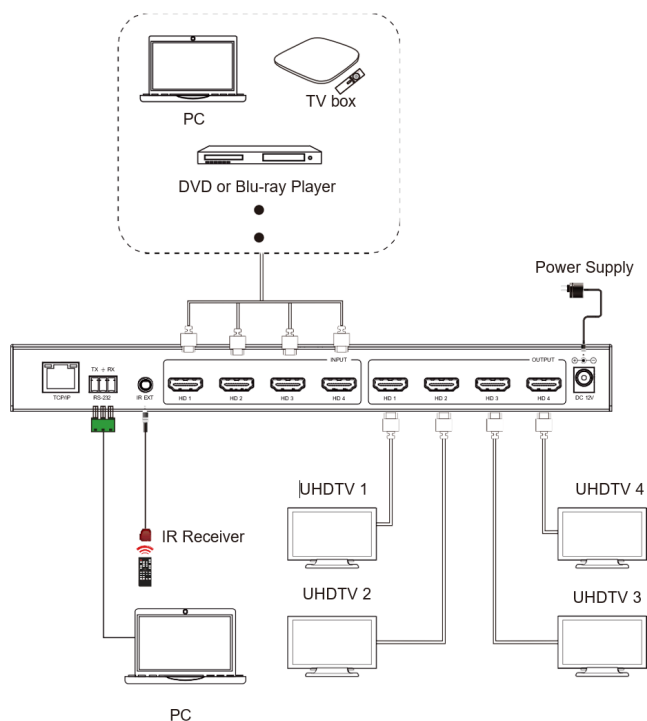 PC
TV box
DVD or Blu-ray Player
Power Supply
INPUT
OUTPUT
TX ⏚ RX
TCP/IP
RS-232
IR EXT
HD 1
HD 2
HD 3
HD 4
HD 1
HD 2
HD 3
HD 4
DC 12V
UHDTV 1
UHDTV 4
IR Receiver
UHDTV 2
UHDTV 3
PC